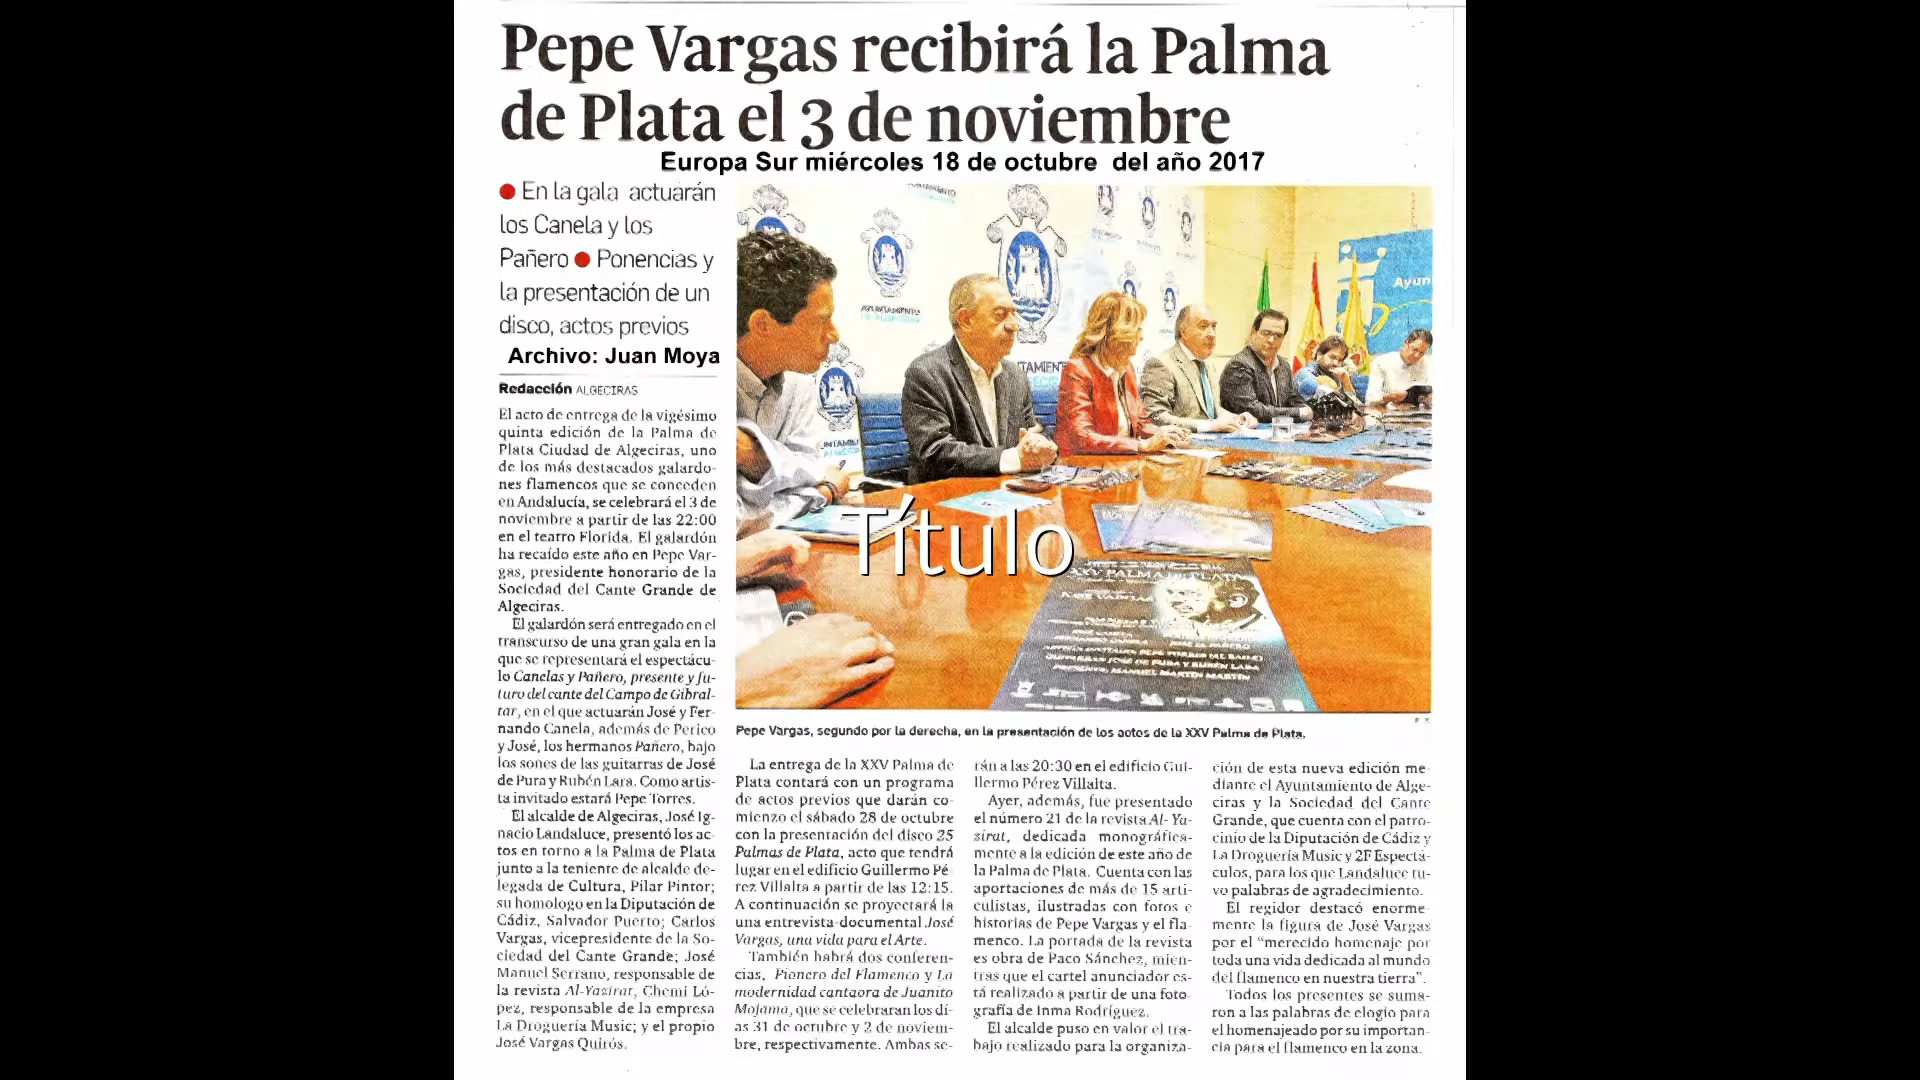 Pepe Vargas recibirá la Palma
de Plata el 3 de noviembre
Europa Sur miércoles 18 de octubre del año 2017
● En la gala actuarán
los Canela y los
Pañero ● Ponencias y
la presentación de un
disco, actos previos
Archivo: Juan Moya
Redacción ALGECIRAS
El acto de entrega de la vigésimo
quinta edición de la Palma de
Plata Ciudad de Algeciras, uno
de los más destacados galardo-
nes flamencos que se conceden
en Andalucía, se celebrará el 3 de
noviembre a partir de las 22:00
en el teatro Florida. El galardón
ha recaído este año en Pepe Var-
gas, presidente honorario de la
Sociedad del Cante Grande de
Algeciras.
El galardón será entregado en el
transcurso de una gran gala en la
que se representará el espectácu-
lo Canelas y Pañero, presente y fu-
turo del cante del Campo de Gibral-
tar, en el que actuarán José y Fer-
nando Canela, además de Perico
y José, los hermanos Pañero, bajo
los sones de las guitarras de José
de Pura y Rubén Lara. Como artis-
ta invitado estará Pepe Torres.
El alcalde de Algeciras, José Ig-
nacio Landaluce, presentó los ac-
tos en torno a la Palma de Plata
junto a la teniente de alcalde de-
legada de Cultura, Pilar Pintor;
su homologo en la Diputación de
Cádiz, Salvador Puerto; Carlos
Vargas, vicepresidente de la So-
ciedad del Cante Grande; José
Manuel Serrano, responsable de
la revista Al-Yazirat, Chemi Ló-
pez, responsable de la empresa
La Droguería Music; y el propio
José Vargas Quirós.
Ayun
AYUNTAMIENTO
Título
XXV PALMA DE PLATA
Pepe Vargas, segundo por la derecha, en la presentación de los actos de la XXV Palma de Plata.
La entrega de la XXV Palma de
Plata contará con un programa
de actos previos que darán co-
mienzo el sábado 28 de octubre
con la presentación del disco 25
Palmas de Plata, acto que tendrá
lugar en el edificio Guillermo Pé-
rez Villalta a partir de las 12:15.
A continuación se proyectará la
una entrevista-documental José
Vargas, una vida para el Arte.
También habrá dos conferen-
cias, Pionero del Flamenco y La
modernidad cantaora de Juanito
Mojama, que se celebraran los dí-
as 31 de octubre y 2 de noviem-
bre, respectivamente. Ambas se-
rán a las 20:30 en el edificio Gui-
llermo Pérez Villalta.
Ayer, además, fue presentado
el número 21 de la revista Al-Ya-
zirat, dedicada monográfica-
mente a la edición de este año de
la Palma de Plata. Cuenta con las
aportaciones de más de 15 arti-
culistas, ilustradas con fotos e
historias de Pepe Vargas y el fla-
menco. La portada de la revista
es obra de Paco Sánchez, mien-
tras que el cartel anunciador es-
tá realizado a partir de una foto
grafía de Inma Rodríguez.
El alcalde puso en valor el tra-
bajo realizado para la organiza-
ción de esta nueva edición me-
diante el Ayuntamiento de Alge-
ciras y la Sociedad del Cante
Grande, que cuenta con el patro-
cinio de la Diputación de Cádiz y
La Droguería Music y 2F Espectá-
culos, para los que Landaluce tu-
vo palabras de agradecimiento.
El regidor destacó enorme-
mente la figura de José Vargas
por el "merecido homenaje por
toda una vida dedicada al mundo
del flamenco en nuestra tierra".
Todos los presentes se suma-
ron a las palabras de elogio para
el homenajeado por su importan-
cia para el flamenco en la zona.